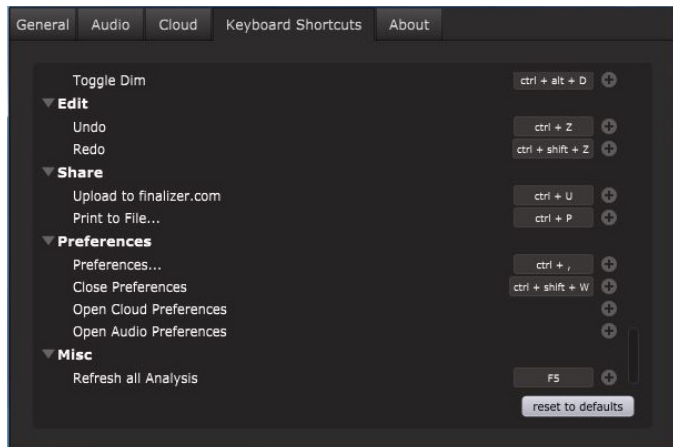 General Audio Cloud Keyboard Shortcuts About
Toggle Dim ctrl + alt + D
Edit
Undo ctrl + Z
Redo ctrl + shift + Z
Share
Upload to finalizer.com ctrl + U
Print to File... ctrl + P
Preferences
Preferences... ctrl + ,
Close Preferences ctrl + shift + W
Open Cloud Preferences
Open Audio Preferences
Misc
Refresh all Analysis F5
reset to defaults